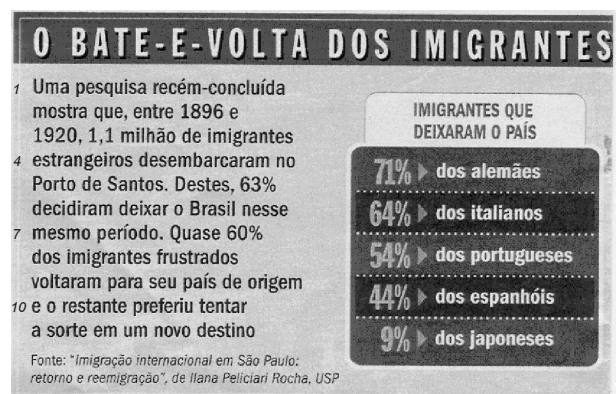 O BATE-E-VOLTA DOS IMIGRANTES
1 Uma pesquisa recém-concluída
mostra que, entre 1896 e
1920, 1,1 milhão de imigrantes
4 estrangeiros desembarcaram no
Porto de Santos. Destes, 63%
decidiram deixar o Brasil nesse
7 mesmo período. Quase 60%
dos imigrantes frustrados
voltaram para seu país de origem
10 e o restante preferiu tentar
a sorte em um novo destino
Fonte: "Imigração internacional em São Paulo:
retorno e reemigração", de Ilana Peliciari Rocha, USP
IMIGRANTES QUE
DEIXARAM O PAÍS
71% dos alemães
64% dos italianos
54% dos portugueses
44% dos espanhóis
9% dos japoneses